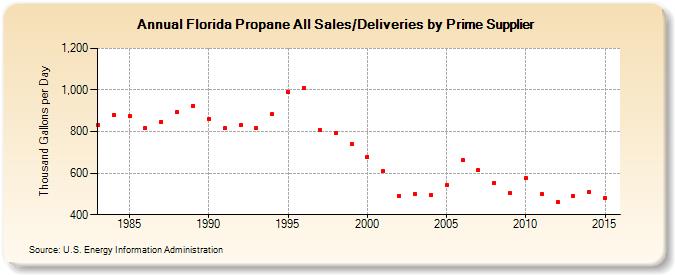 Annual Florida Propane All Sales/Deliveries by Prime Supplier
Thousand Gallons per Day
1,200
1,000
800
600
400
1985 1990 1995 2000 2005 2010 2015
Source: U.S. Energy Information Administration